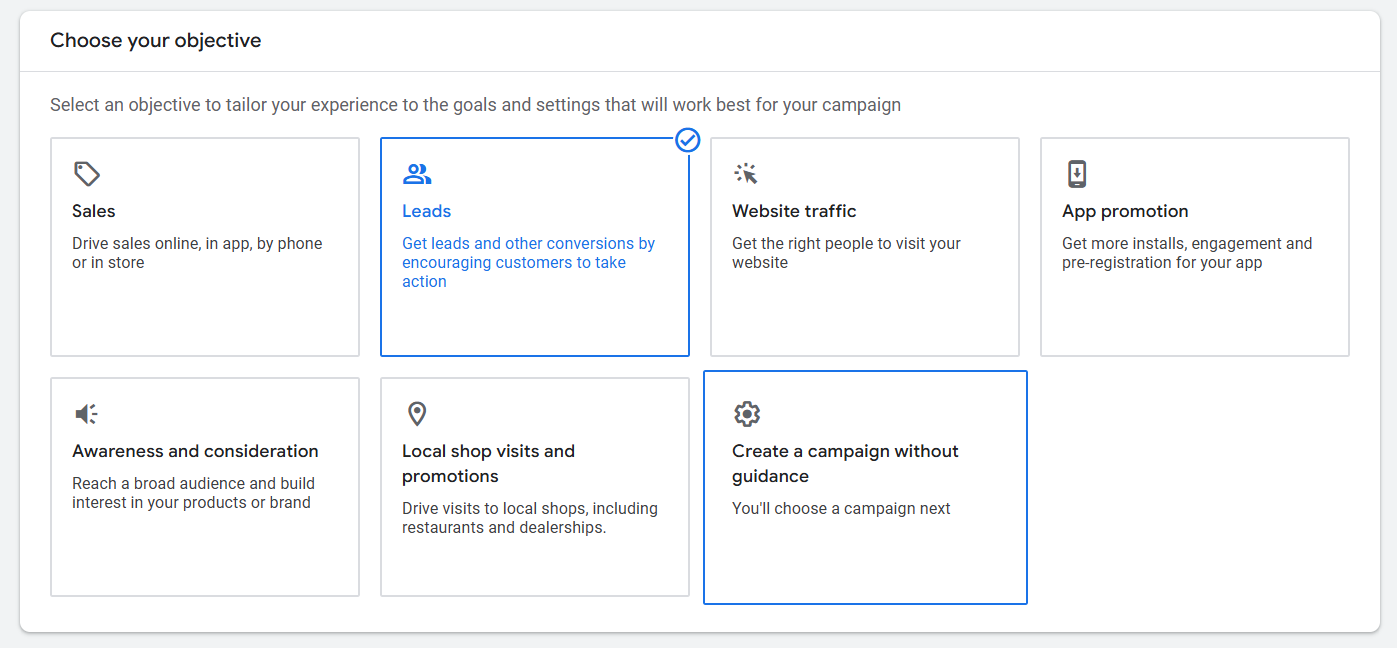 Choose your objective
Select an objective to tailor your experience to the goals and settings that will work best for your campaign
Sales
Drive sales online, in app, by phone
or in store
Leads
Get leads and other conversions by
encouraging customers to take
action
Website traffic
Get the right people to visit your
website
App promotion
Get more installs, engagement and
pre-registration for your app
Awareness and consideration
Reach a broad audience and build
interest in your products or brand
Local shop visits and
promotions
Drive visits to local shops, including
restaurants and dealerships.
Create a campaign without
guidance
You'll choose a campaign next